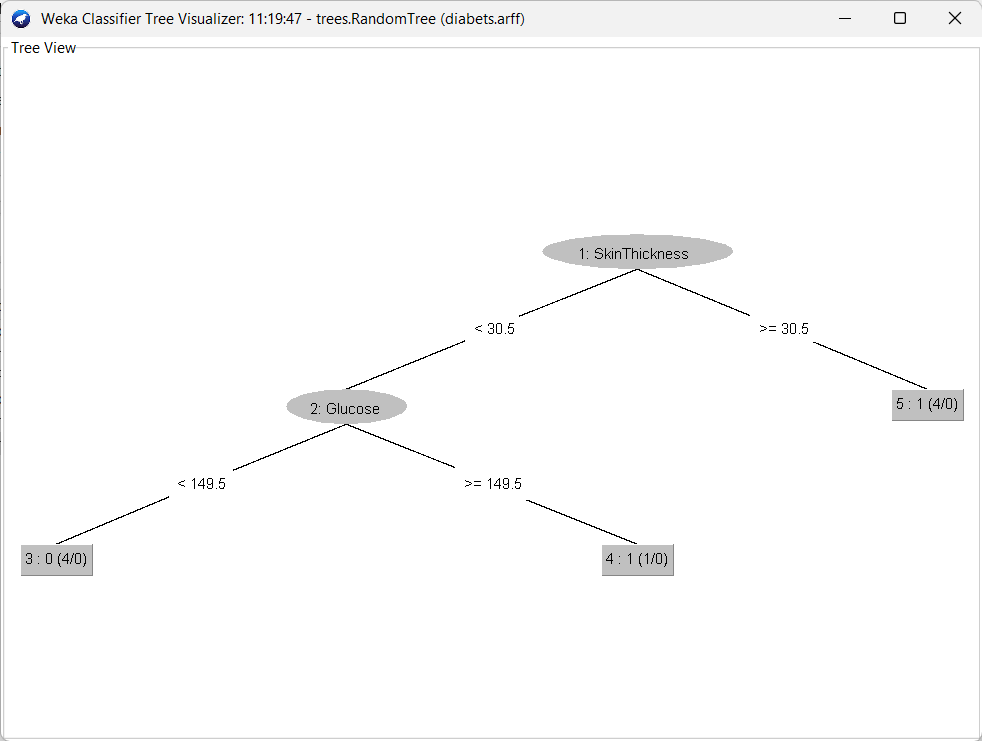 Weka Classifier Tree Visualizer: 11:19:47 - trees.RandomTree (diabets.arff)
Tree View
1: SkinThickness
< 30.5
>= 30.5
2: Glucose
5 : 1 (4/0)
< 149.5
>= 149.5
3 : 0 (4/0)
4 : 1 (1/0)